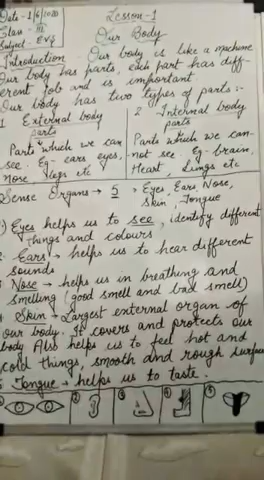 Date - 1/6/2020
Class - III
Subject - EVS
Lesson-1
Our Body
Introduction Our body is like a machine
Our body has parts, each part has diff-
erent job and is important.
Our body has two types of parts:-
1 External body parts
Parts which we can
see. Eg - ears, eyes,
Nose, legs etc
2 Internal body parts
Parts which we can-
not see. Eg - brain,
Heart, Lungs etc
Sense Organs → 5 → Eyes, Ears, Nose,
Skin, Tongue
1) Eyes helps us to see, identify different
things and colours.
2. Ears → helps us to hear different
sounds
3 Nose → helps us in breathing and
smelling (good smell and bad smell)
4 Skin → Largest external organ of
our body. It covers and protects our
body Also helps us to feel hot and
cold things, smooth and rough surface
5 Tongue → helps us to taste.
1 2 3 4 5